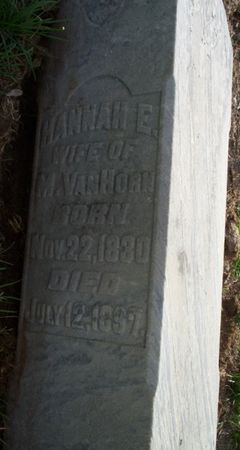 HANNAH E.
WIFE OF
M. VAN HORN
BORN
NOV. 22, 1830
DIED
JULY 12, 1897.